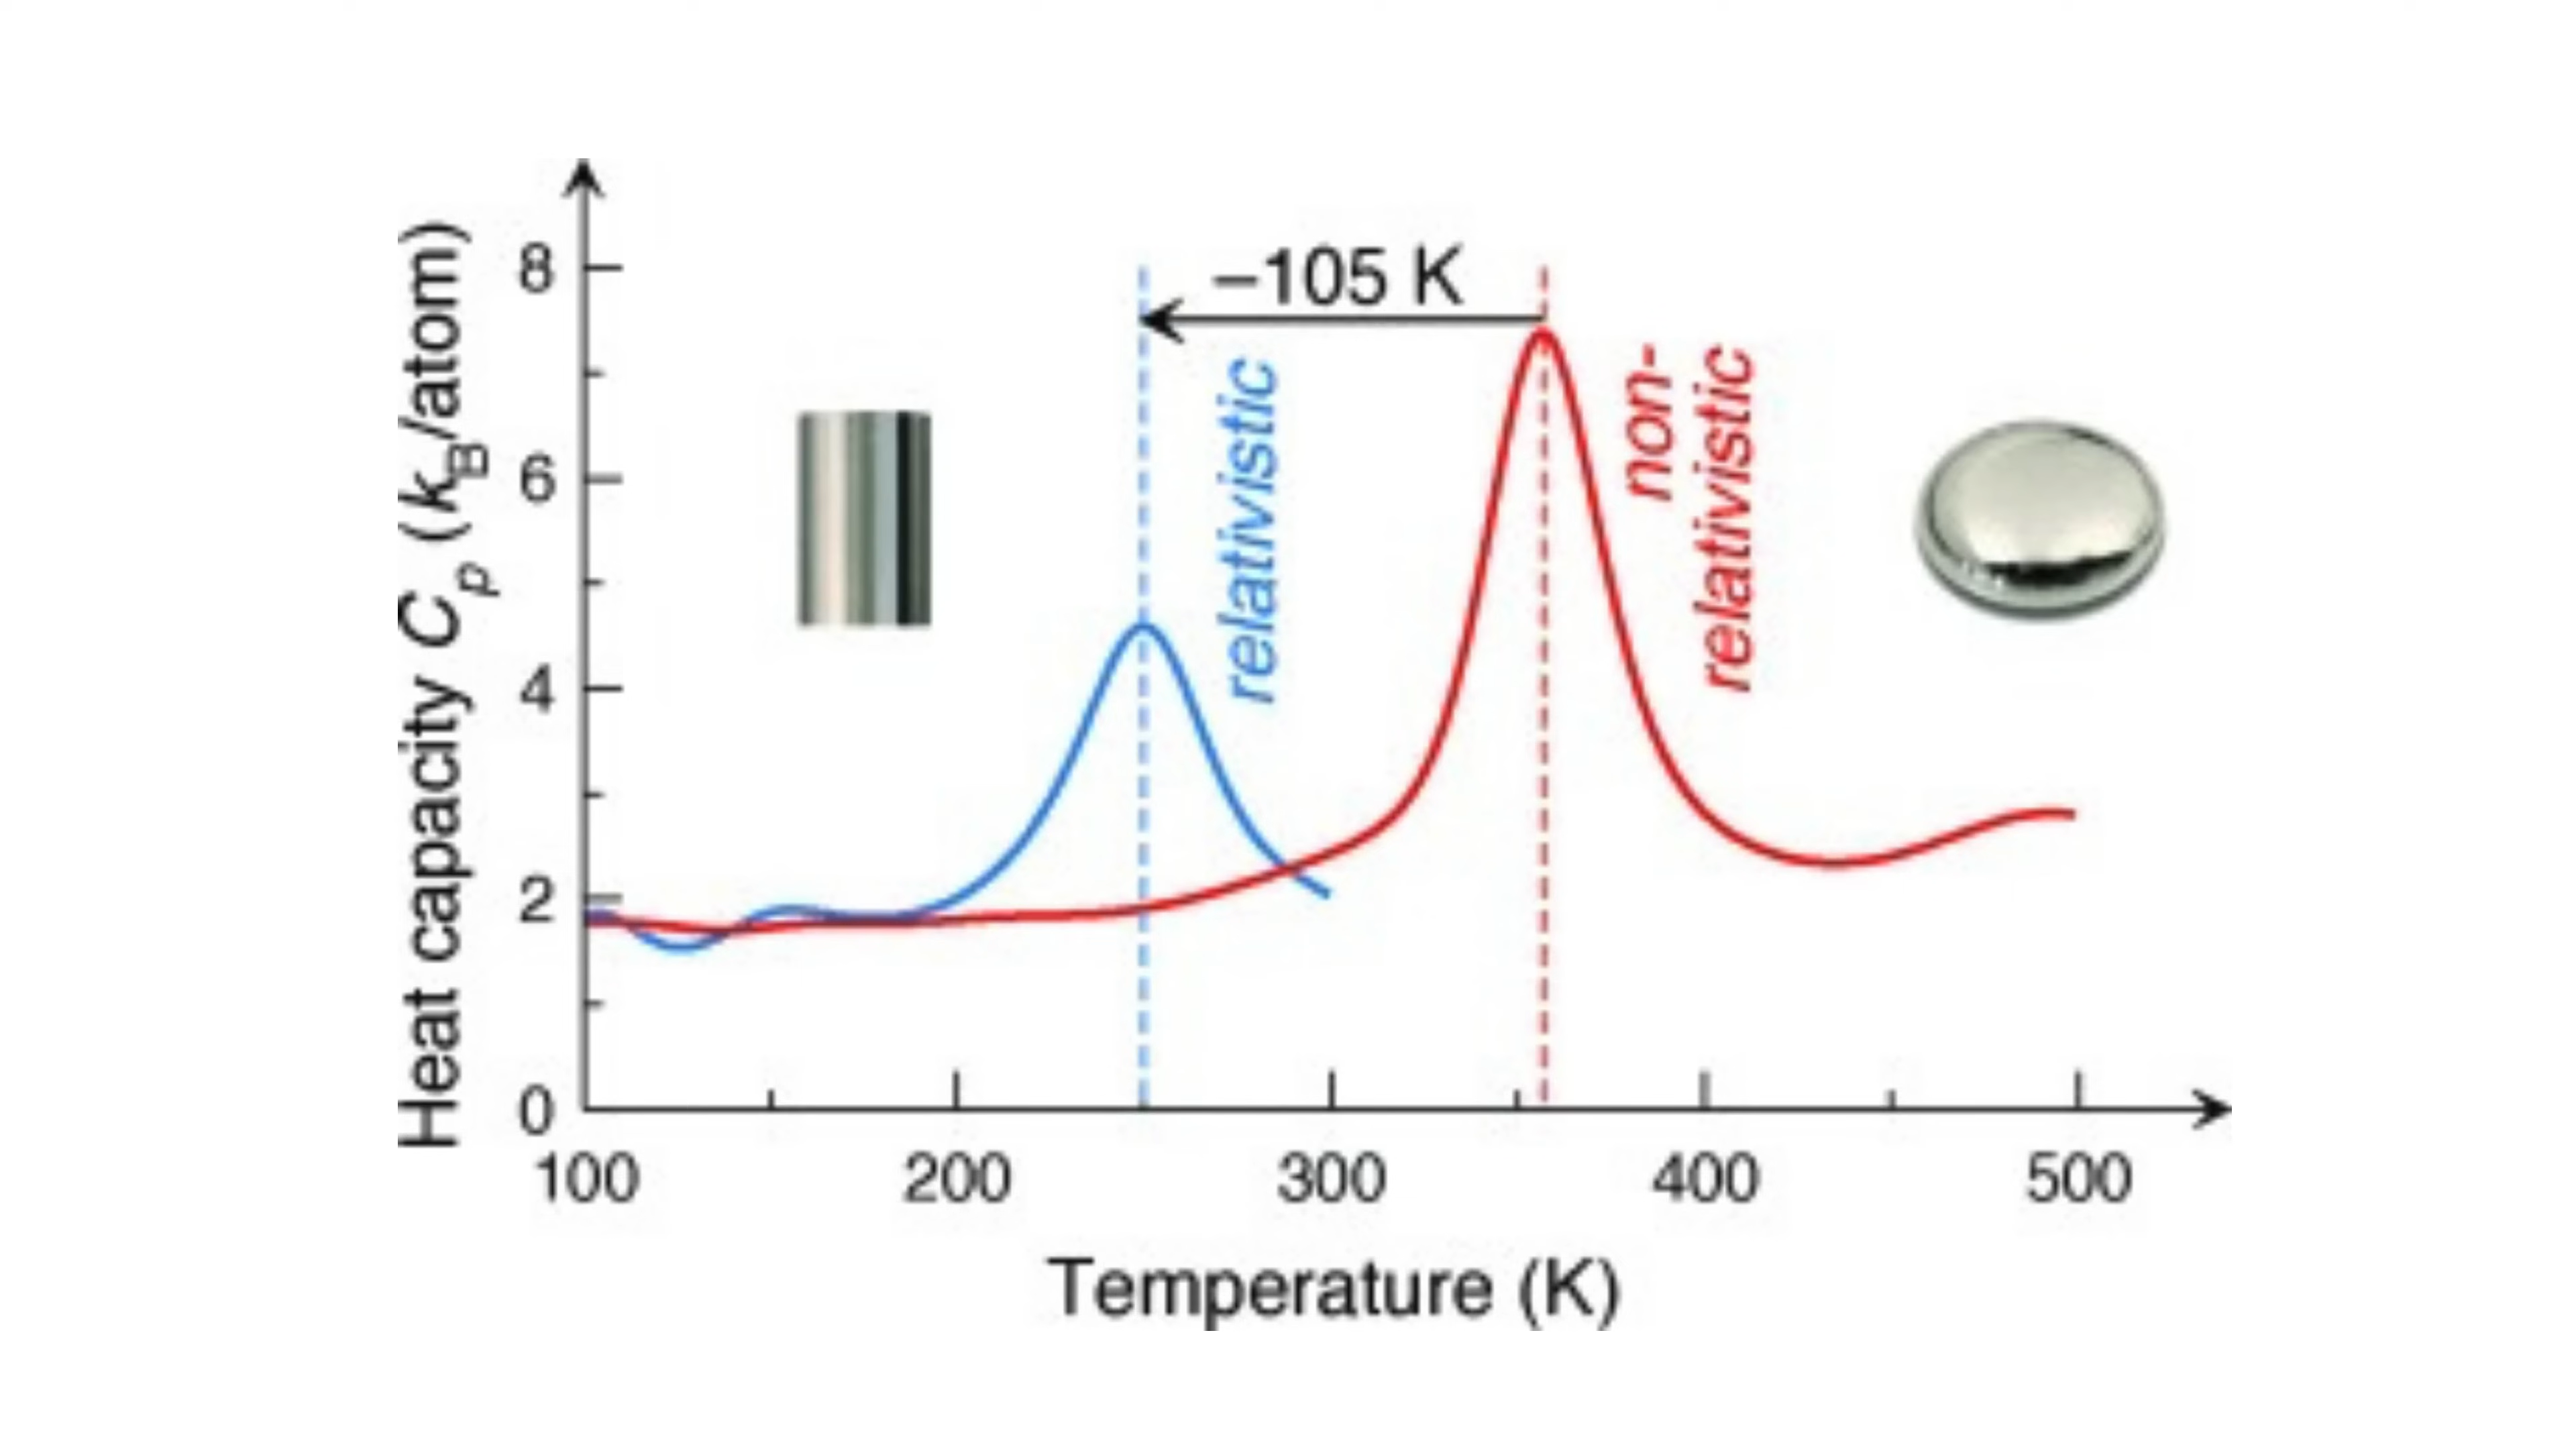 Heat capacity Cp (kB/atom)
8
6
4
2
0
–105 K
relativistic
non-
relativistic
100 200 300 400 500
Temperature (K)